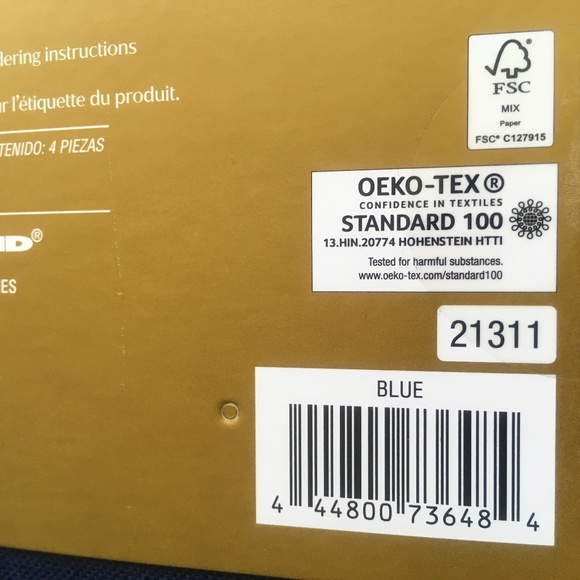 dering instructions
r l'étiquette du produit.
TENIDO: 4 PIEZAS
ND®
ES
FSC
MIX
Paper
FSC® C127915
OEKO-TEX®
CONFIDENCE IN TEXTILES
STANDARD 100
13.HIN.20774 HOHENSTEIN HTTI
Tested for harmful substances.
www.oeko-tex.com/standard100
21311
BLUE
4 44800 73648 4